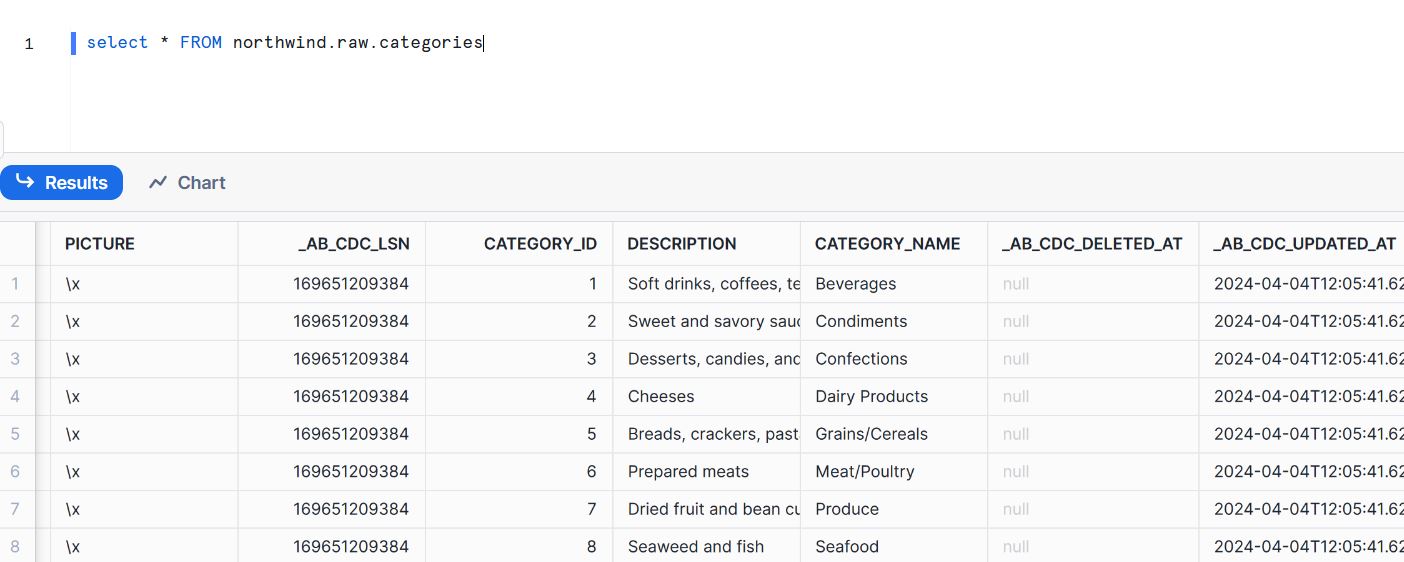 1 select * FROM northwind.raw.categories
Results Chart
PICTURE _AB_CDC_LSN CATEGORY_ID DESCRIPTION CATEGORY_NAME _AB_CDC_DELETED_AT _AB_CDC_UPDATED_AT
1 \x 169651209384 1 Soft drinks, coffees, te Beverages null 2024-04-04T12:05:41.62
2 \x 169651209384 2 Sweet and savory sauc Condiments null 2024-04-04T12:05:41.62
3 \x 169651209384 3 Desserts, candies, and Confections null 2024-04-04T12:05:41.62
4 \x 169651209384 4 Cheeses Dairy Products null 2024-04-04T12:05:41.62
5 \x 169651209384 5 Breads, crackers, past Grains/Cereals null 2024-04-04T12:05:41.62
6 \x 169651209384 6 Prepared meats Meat/Poultry null 2024-04-04T12:05:41.62
7 \x 169651209384 7 Dried fruit and bean cu Produce null 2024-04-04T12:05:41.62
8 \x 169651209384 8 Seaweed and fish Seafood null 2024-04-04T12:05:41.62